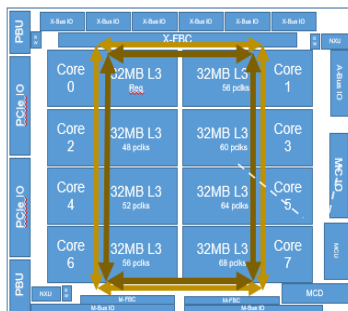 PBU
X-Bus IO X-Bus IO X-Bus IO X-Bus IO X-Bus IO X-Bus IO
X-FBC
NXU
PCIe IO
A-Bus IO
Core 0
32MB L3
Req
32MB L3
56 pclks
Core 1
Core 2
32MB L3
48 pclks
32MB L3
60 pclks
Core 3
MC IO
PCIe IO
Core 4
32MB L3
52 pclks
32MB L3
64 pclks
Core 5
MCU
Core 6
32MB L3
56 pclks
32MB L3
68 pclks
Core 7
PBU
NXU
M-FBC
M-FBC
MCD
M-Bus IO
M-Bus IO